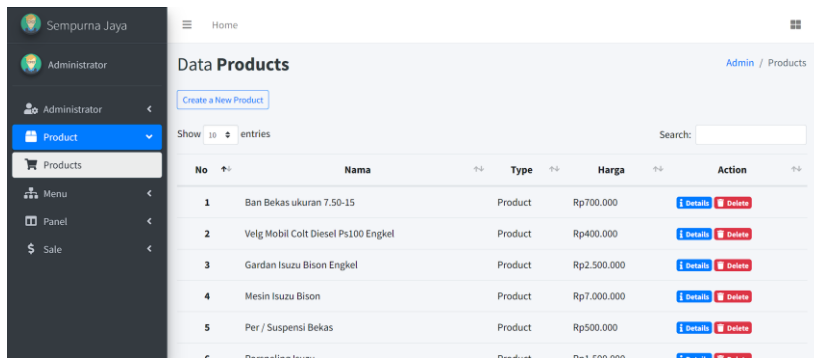 Sempurna Jaya
Administrator
Administrator
Product
Products
Menu
Panel
Sale
Home
Data Products
Admin / Products
Create a New Product
Show 10 entries
Search:
No Nama Type Harga Action
1 Ban Bekas ukuran 7.50-15 Product Rp700.000 Details Delete
2 Velg Mobil Colt Diesel Ps100 Engkel Product Rp400.000 Details Delete
3 Gardan Isuzu Bison Engkel Product Rp2.500.000 Details Delete
4 Mesin Isuzu Bison Product Rp7.000.000 Details Delete
5 Per / Suspensi Bekas Product Rp500.000 Details Delete
Product